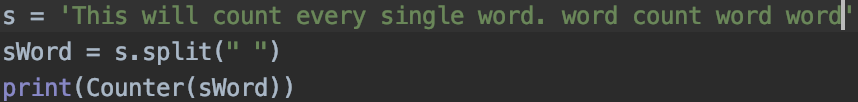 s = 'This will count every single word. word count word word'
sWord = s.split(" ")
print(Counter(sWord))